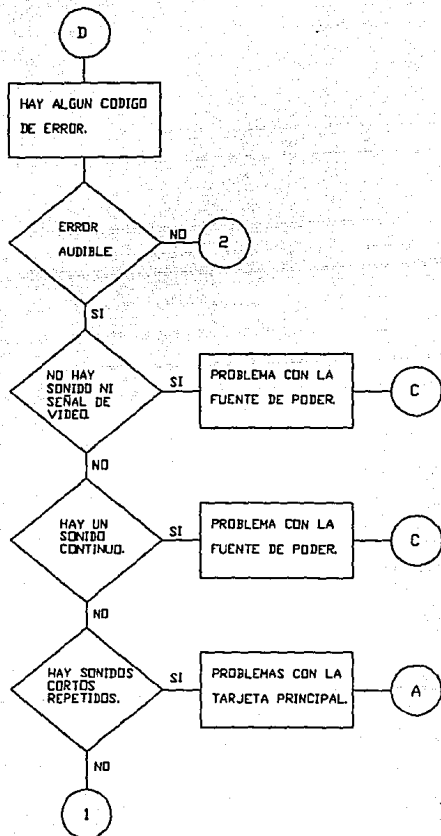 D
HAY ALGUN CODIGO
DE ERROR.
ERROR
AUDIBLE
NO
2
SI
NO HAY
SONIDO NI
SEÑAL DE
VIDEO.
SI
PROBLEMA CON LA
FUENTE DE PODER.
C
NO
HAY UN
SONIDO
CONTINUO.
SI
PROBLEMA CON LA
FUENTE DE PODER.
C
NO
HAY SONIDOS
CORTOS
REPETIDOS.
SI
PROBLEMAS CON LA
TARJETA PRINCIPAL.
A
NO
1